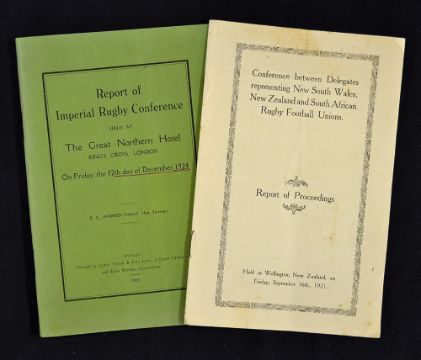 Report of
Imperial Rugby Conference
HELD AT
The Great Northern Hotel
KING'S CROSS, LONDON
On Friday, the 12th day of December, 1924
Conference between Delegates
representing New South Wales,
New Zealand and South African
Rugby Football Unions.
Report of Proceedings
Held at Wellington, New Zealand, on
Friday, September 16th, 1921.